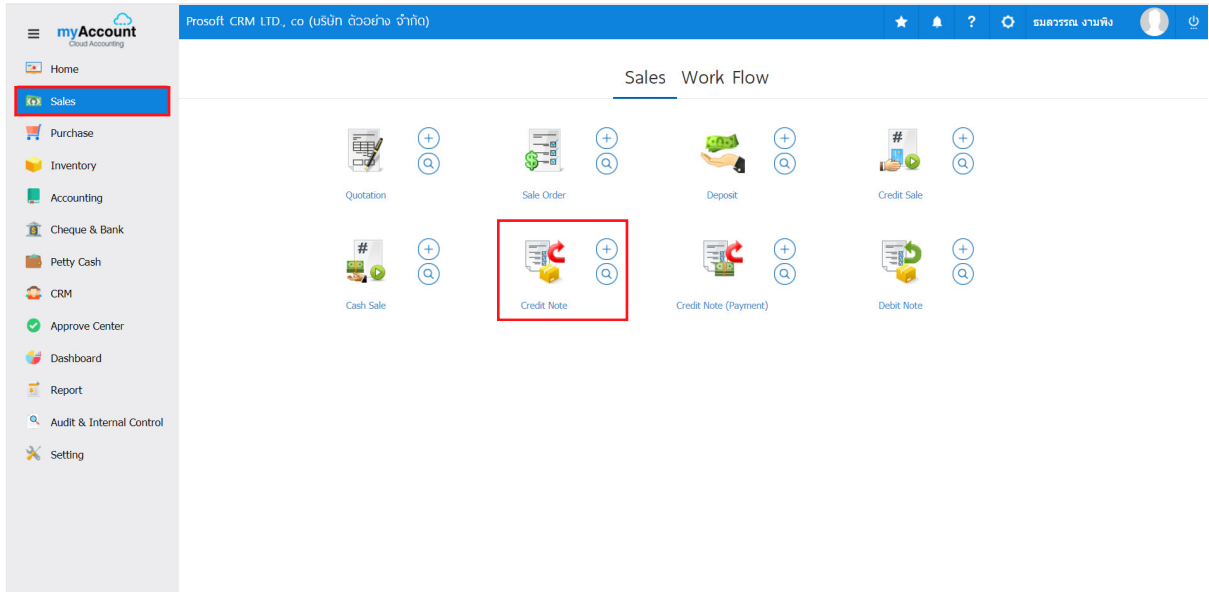 myAccount
Cloud Accounting
Prosoft CRM LTD., co (บริษัท ตัวอย่าง จำกัด)
?
ธมลวรรณ งามพิง
Home
Sales
Purchase
Inventory
Accounting
Cheque & Bank
Petty Cash
CRM
Approve Center
Dashboard
Report
Audit & Internal Control
Setting
Sales Work Flow
Quotation
Sale Order
Deposit
#
Credit Sale
#
Cash Sale
Credit Note
Credit Note (Payment)
Debit Note